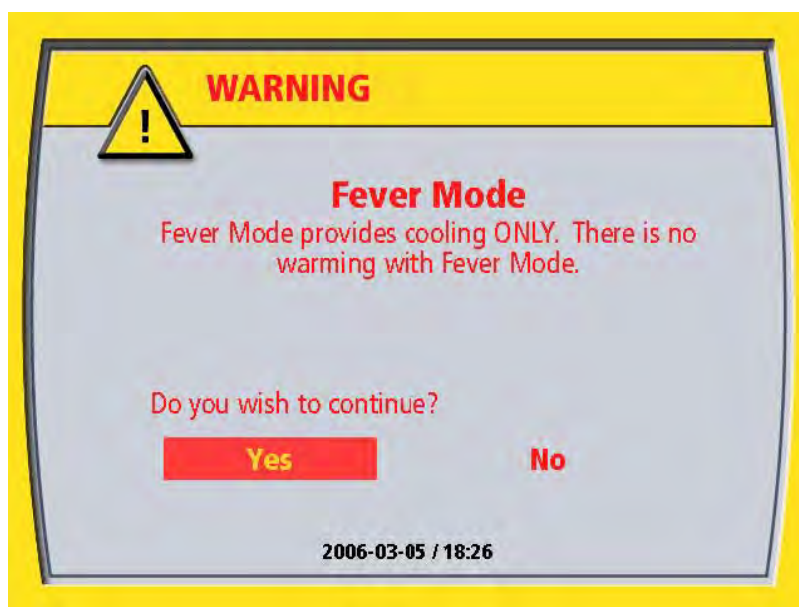 WARNING
!
Fever Mode
Fever Mode provides cooling ONLY. There is no
warming with Fever Mode.
Do you wish to continue?
Yes No
2006-03-05 / 18:26